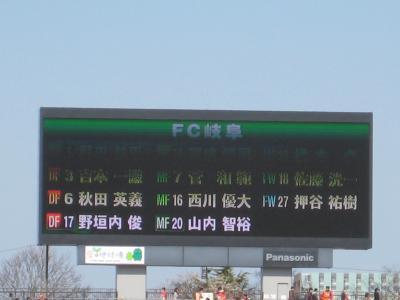 FC岐阜
DF 3 吉本 一謙 MF 7 菅 和範 FW 18 佐藤 洸一
DF 6 秋田 英義 MF 16 西川 優大 FW 27 押谷 祐樹
DF 17 野垣内 俊 MF 20 山内 智裕
Panasonic